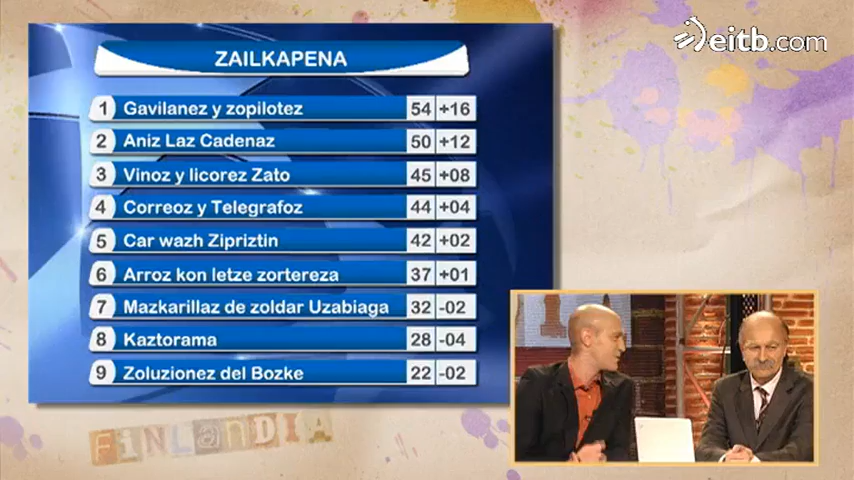 eitb.com
ZAILKAPENA
1 Gavilanez y zopilotez 54 +16
2 Aniz Laz Cadenaz 50 +12
3 Vinoz y licorez Zato 45 +08
4 Correoz y Telegrafoz 44 +04
5 Car wazh Zipriztin 42 +02
6 Arroz kon letze zortereza 37 +01
7 Mazkarillaz de zoldar Uzabiaga 32 -02
8 Kaztorama 28 -04
9 Zoluzionez del Bozke 22 -02
FiNLaNDIA